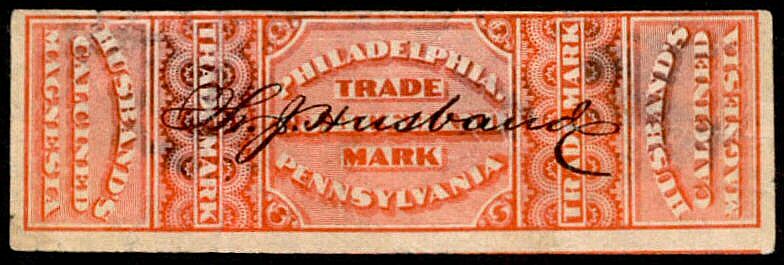 HUSBAND'S
CALCINED
MAGNESIA
TRADE MARK
PHILADELPHIA.
TRADE
J. Husband
MARK
PENNSYLVANIA
TRADE MARK
HUSBAND'S
CALCINED
MAGNESIA